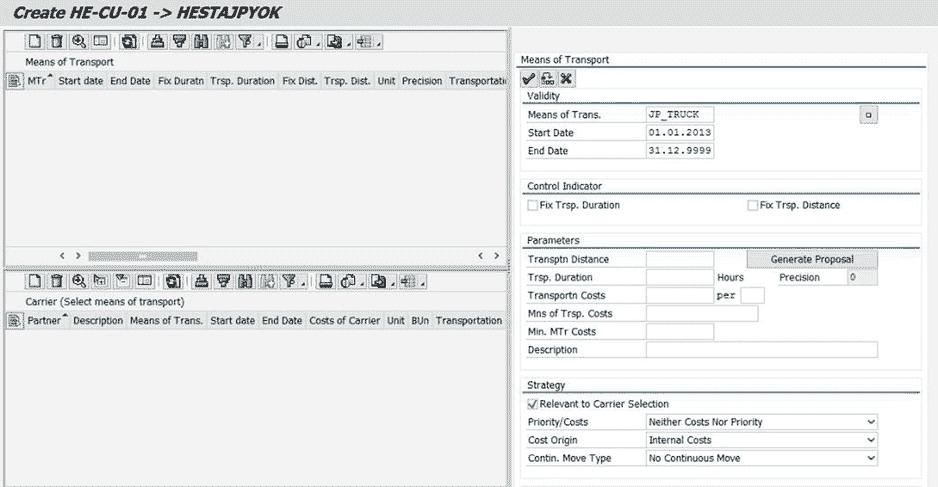 Create HE-CU-01 -> HESTAJPYOK
Means of Transport
MTr Start date End Date Fix Duratn Trsp. Duration Fix Dist. Trsp. Dist. Unit Precision Transportati
Carrier (Select means of transport)
Partner Description Means of Trans. Start date End Date Costs of Carrier Unit BUn Transportation
Means of Transport
Validity
Means of Trans. JP_TRUCK
Start Date 01.01.2013
End Date 31.12.9999
Control Indicator
Fix Trsp. Duration Fix Trsp. Distance
Parameters
Transptn Distance Generate Proposal
Trsp. Duration Hours Precision 0
Transportn Costs per
Mns of Trsp. Costs
Min. MTr Costs
Description
Strategy
Relevant to Carrier Selection
Priority/Costs Neither Costs Nor Priority
Cost Origin Internal Costs
Contin. Move Type No Continuous Move